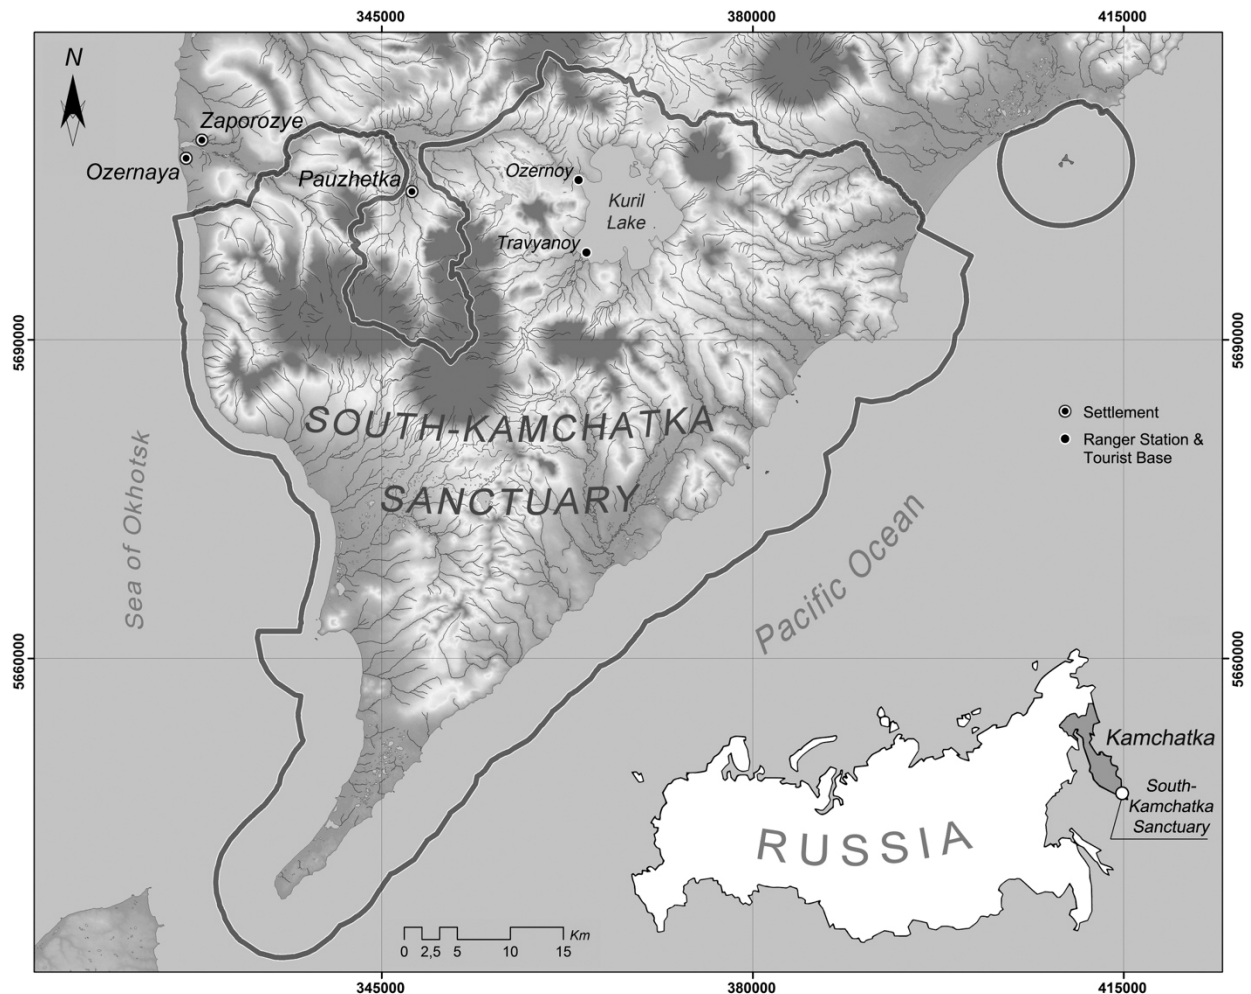 345000
380000
415000
N
Zaporozye
Ozernaya
Pauzhetka
Ozernoy
Kuril
Lake
Travyanoy
5690000
5690000
SOUTH-KAMCHATKA
SANCTUARY
Settlement
Ranger Station &
Tourist Base
Sea of Okhotsk
Pacific Ocean
5660000
5660000
Kamchatka
South-
Kamchatka
Sanctuary
RUSSIA
Km
0 2,5 5 10 15
345000
380000
415000